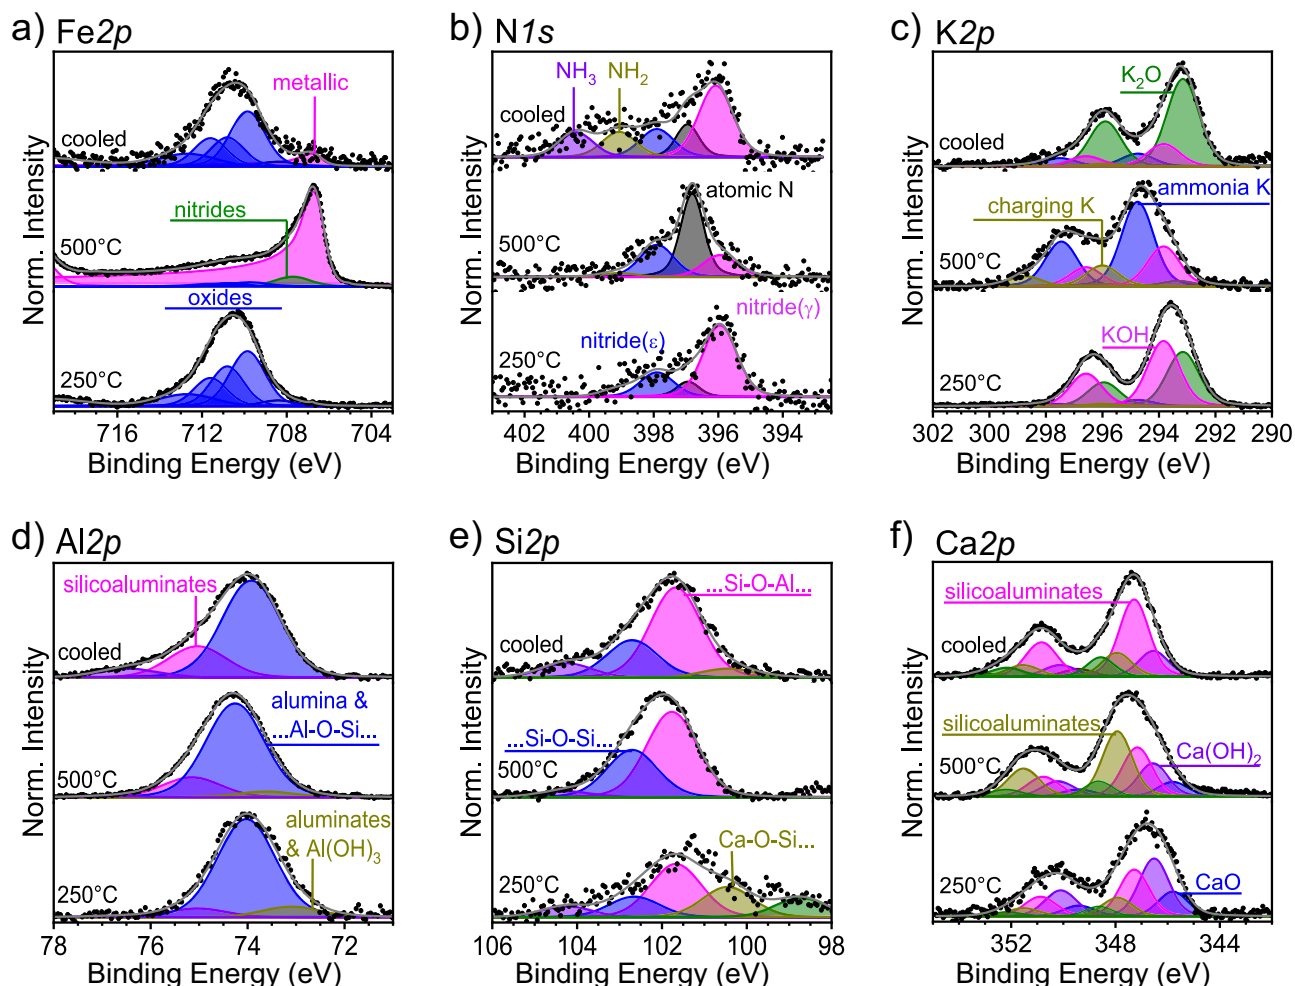 a) Fe2p
metallic
cooled
nitrides
500°C
oxides
250°C
716 712 708 704
Binding Energy (eV)
Norm. Intensity
b) N1s
NH3 NH2
cooled
atomic N
500°C
nitride(γ)
nitride(ε)
250°C
402 400 398 396 394
Binding Energy (eV)
Norm. Intensity
c) K2p
K2O
cooled
ammonia K
charging K
500°C
KOH
250°C
302 300 298 296 294 292 290
Binding Energy (eV)
Norm. Intensity
d) Al2p
silicoaluminates
cooled
alumina &
...Al-O-Si...
500°C
aluminates
& Al(OH)3
250°C
78 76 74 72
Binding Energy (eV)
Norm. Intensity
e) Si2p
...Si-O-Al...
cooled
...Si-O-Si...
500°C
Ca-O-Si...
250°C
106 104 102 100 98
Binding Energy (eV)
Norm. Intensity
f) Ca2p
silicoaluminates
cooled
silicoaluminates
Ca(OH)2
500°C
250°C
CaO
352 348 344
Binding Energy (eV)
Norm. Intensity